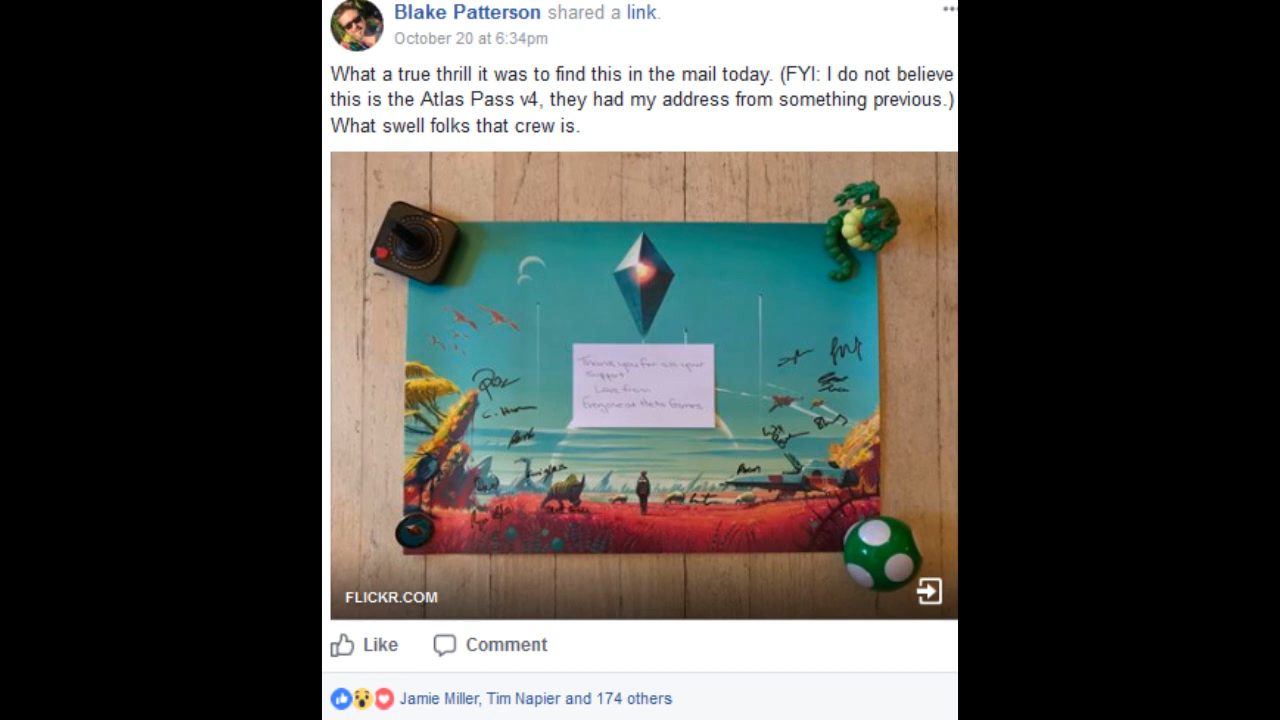 Blake Patterson shared a link.
October 20 at 6:34pm
What a true thrill it was to find this in the mail today. (FYI: I do not believe
this is the Atlas Pass v4, they had my address from something previous.)
What swell folks that crew is.
Thank you for all your
Support
Love from
Everyone at Hello Games
FLICKR.COM
Like
Comment
Jamie Miller, Tim Napier and 174 others